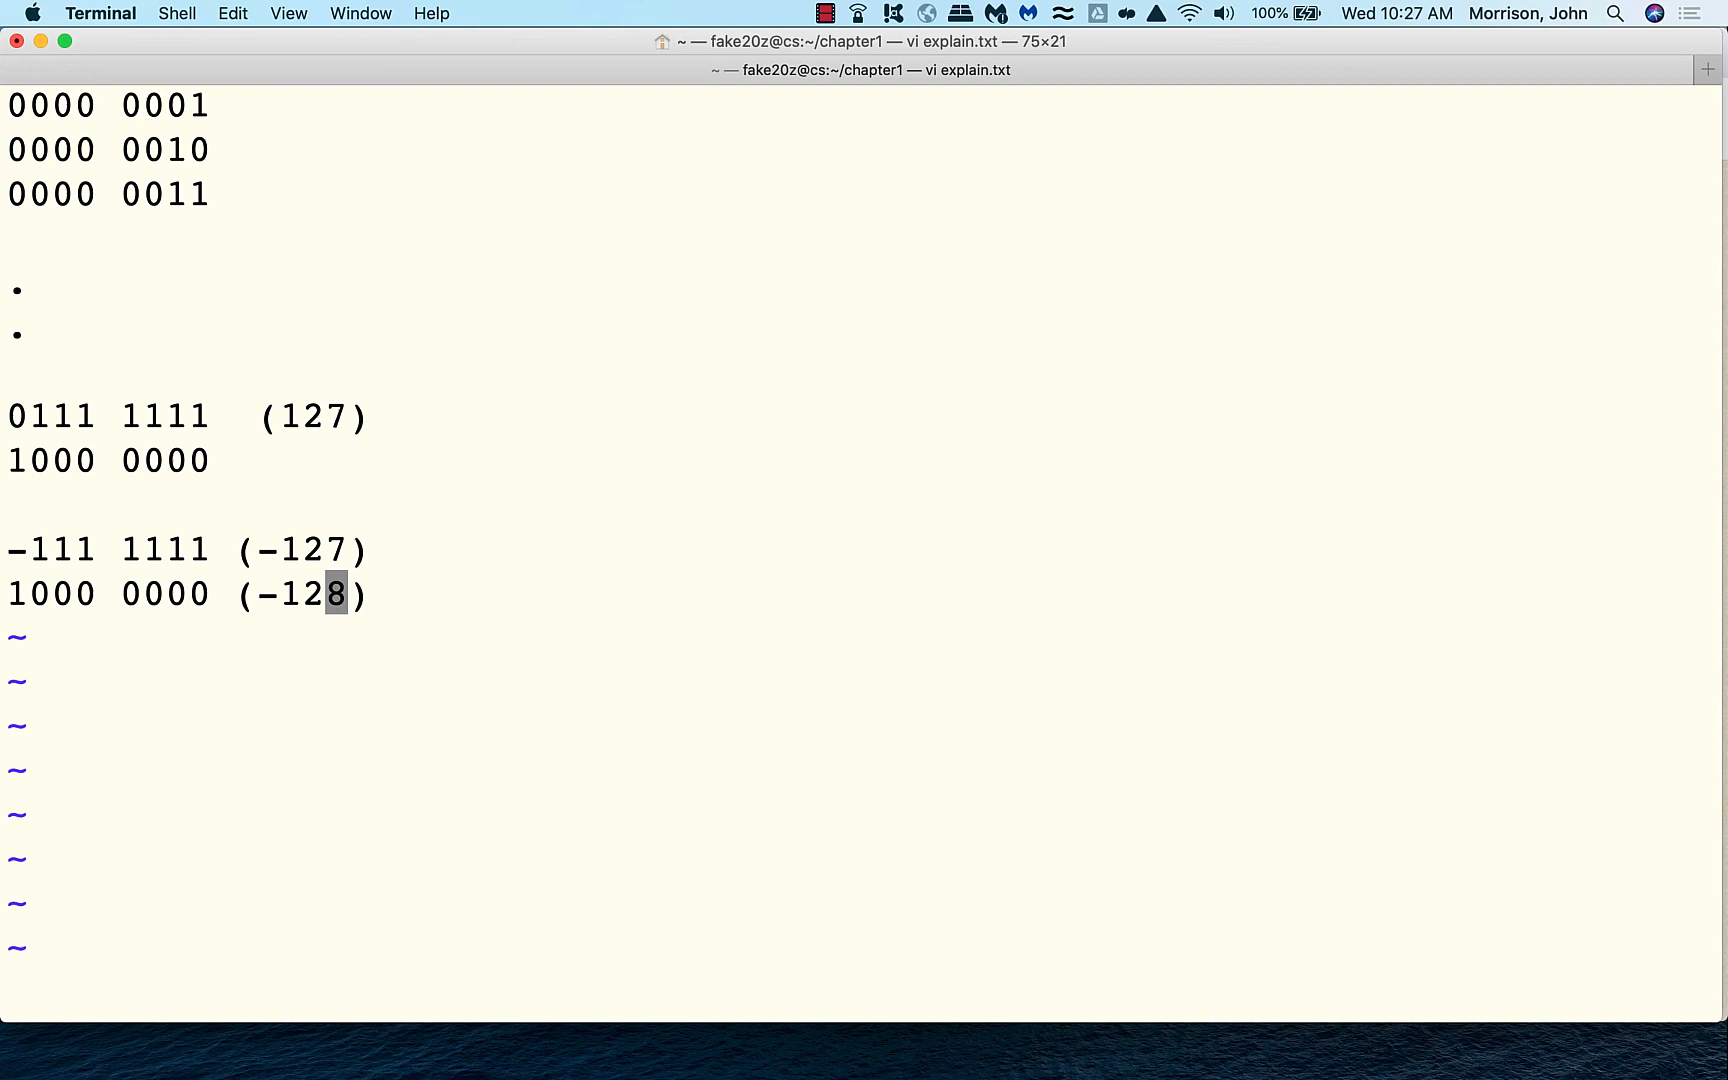 Terminal Shell Edit View Window Help 100% Wed 10:27 AM Morrison, John
~ — fake20z@cs:~/chapter1 — vi explain.txt — 75×21
~ — fake20z@cs:~/chapter1 — vi explain.txt
0000 0001
0000 0010
0000 0011
.
.
0111 1111 (127)
1000 0000
-111 1111 (-127)
1000 0000 (-128)
~
~
~
~
~
~
~
~